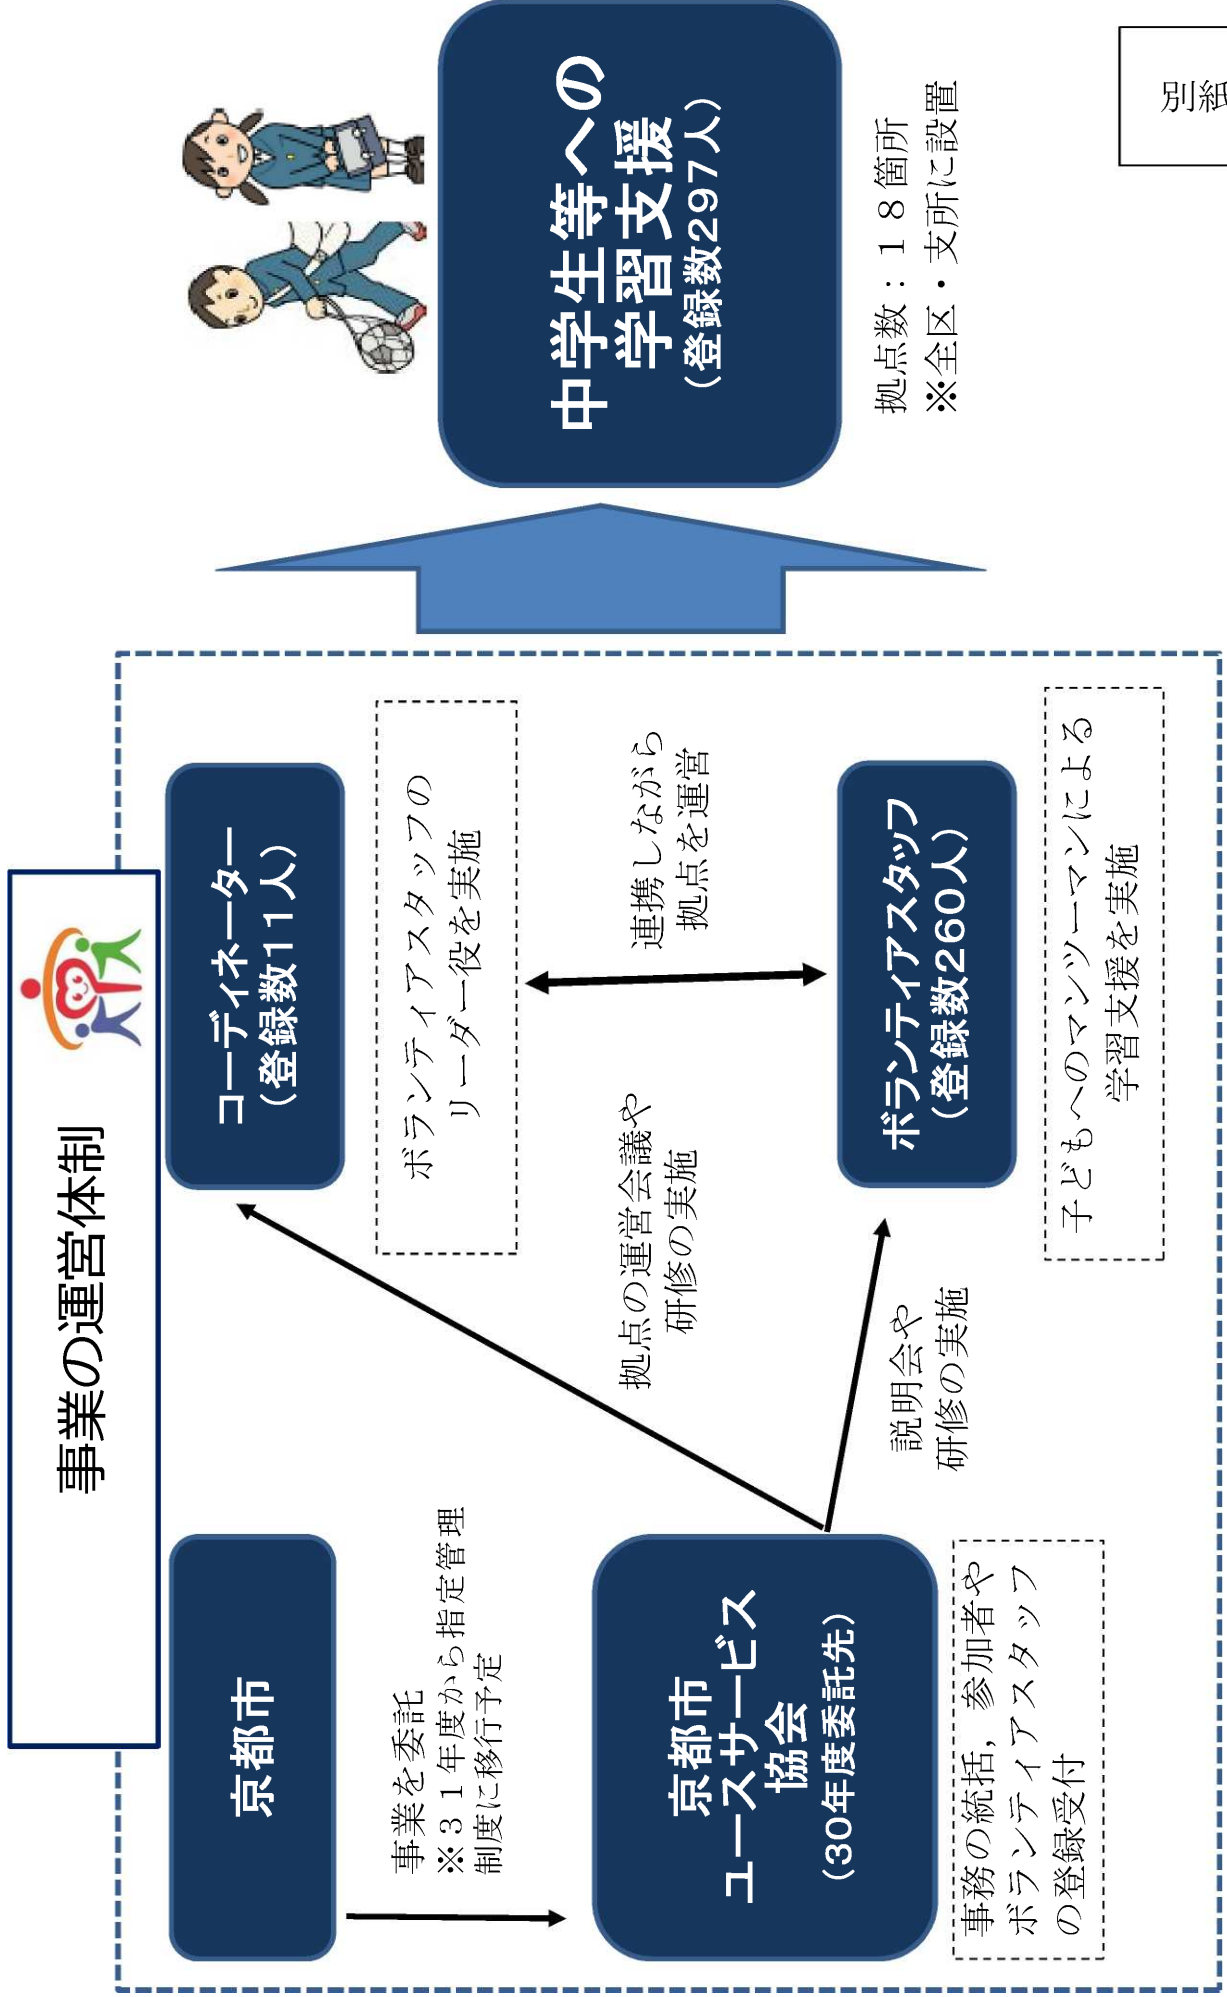 事業の運営体制
京都市
事業を委託
※31年度から指定管理
制度に移行予定
京都市
ユースサービス
協会
（30年度委託先）
事務の統括，参加者や
ボランティアスタッフ
の登録受付
コーディネーター
（登録数11人）
ボランティアスタッフの
リーダー役を実施
拠点の運営会議や
研修の実施
連携しながら
拠点を運営
説明会や
研修の実施
ボランティアスタッフ
（登録数260人）
子どもへのマンツーマンによる
学習支援を実施
中学生等への
学習支援
（登録数297人）
拠点数：１８箇所
※全区・支所に設置
別紙